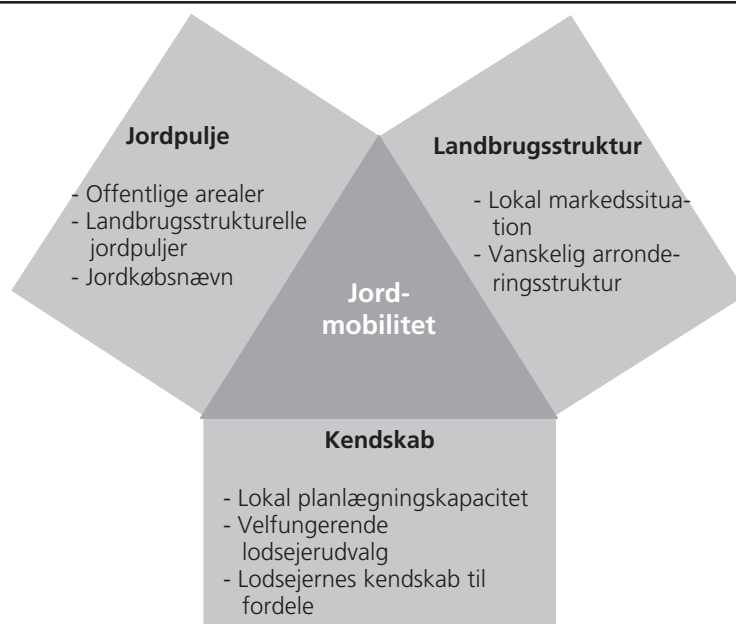 Jordpulje
- Offentlige arealer
- Landbrugsstrukturelle
jordpuljer
- Jordkøbsnævn
Landbrugsstruktur
- Lokal markedssitua-
tion
- Vanskelig arronde-
ringsstruktur
Jord-
mobilitet
Kendskab
- Lokal planlægningskapacitet
- Velfungerende
lodsejerudvalg
- Lodsejernes kendskab til
fordele